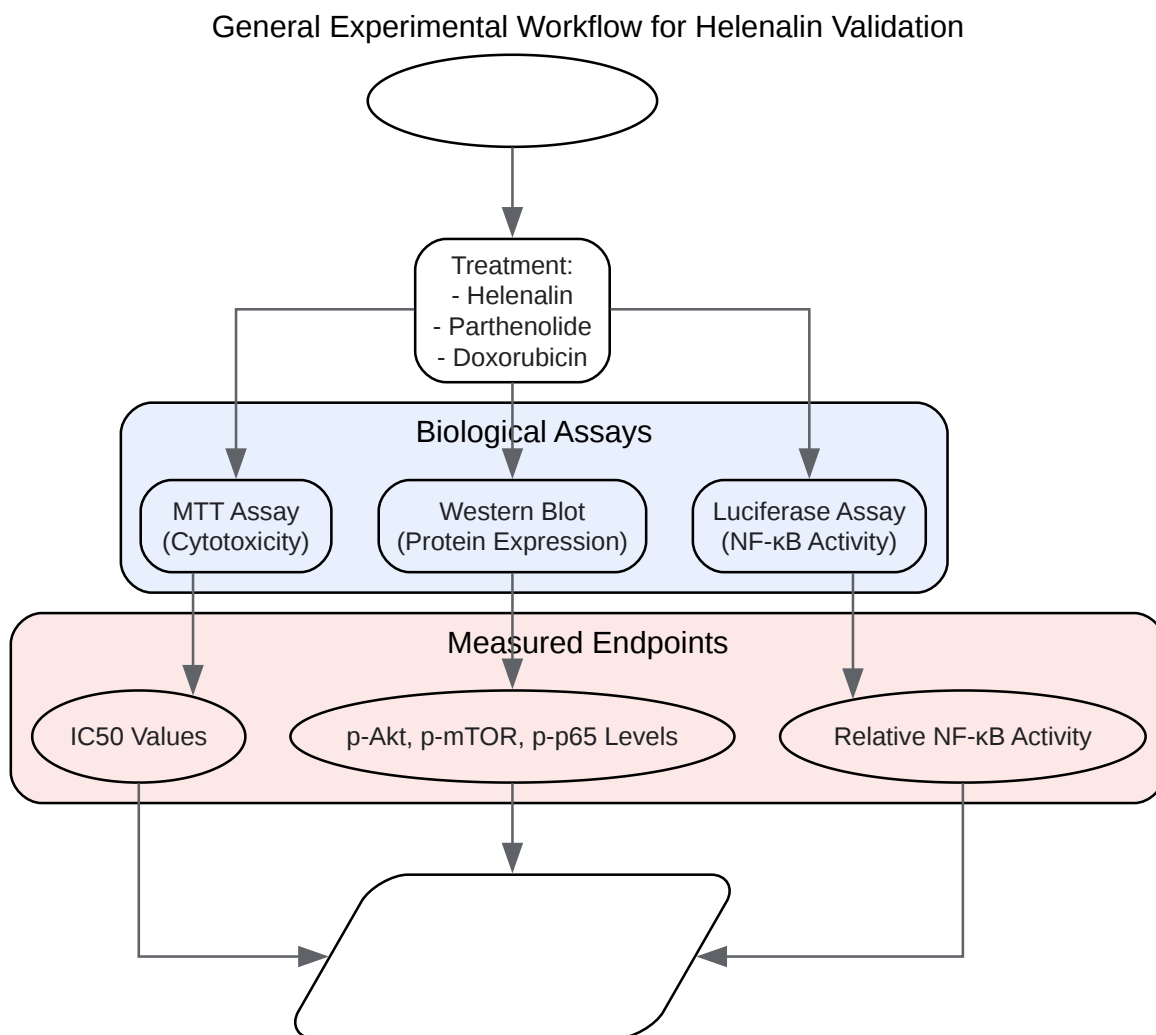 General Experimental Workflow for Helenalin Validation
Treatment:
- Helenalin
- Parthenolide
- Doxorubicin
Biological Assays
MTT Assay
(Cytotoxicity)
Western Blot
(Protein Expression)
Luciferase Assay
(NF-κB Activity)
Measured Endpoints
IC50 Values
p-Akt, p-mTOR, p-p65 Levels
Relative NF-κB Activity